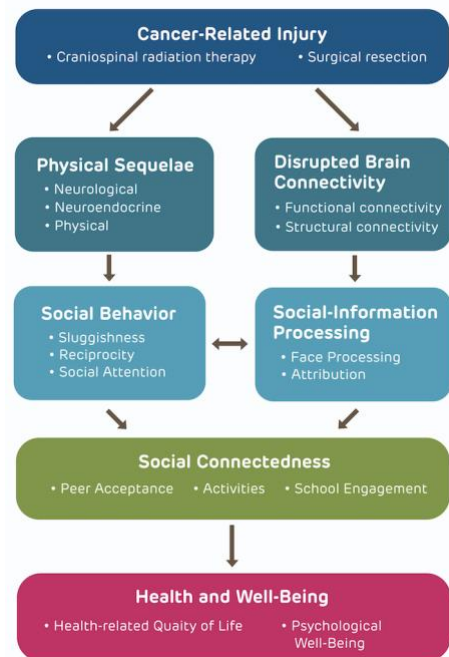 Cancer-Related Injury
• Craniospinal radiation therapy • Surgical resection
Physical Sequelae
• Neurological
• Neuroendocrine
• Physical
Disrupted Brain
Connectivity
• Functional connectivity
• Structural connectivity
Social Behavior
• Sluggishness
• Reciprocity
• Social Attention
Social-Information
Processing
• Face Processing
• Attribution
Social Connectedness
• Peer Acceptance • Activities • School Engagement
Health and Well-Being
• Health-related Quaity of Life • Psychological
Well-Being